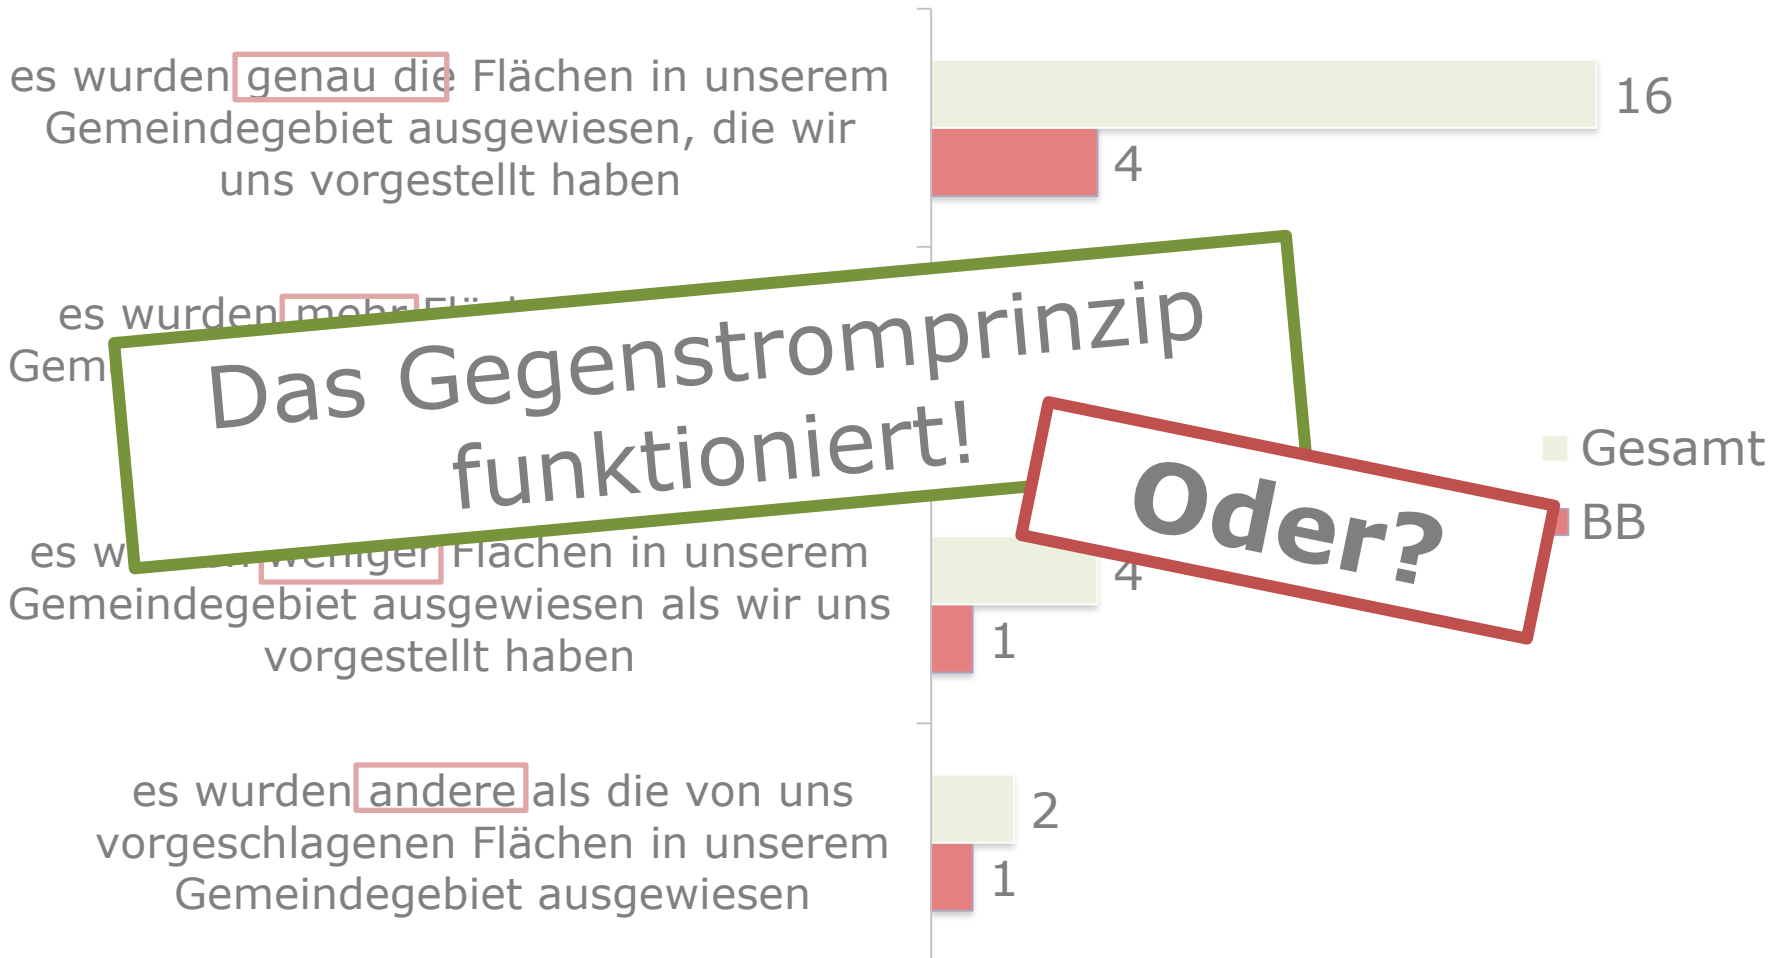 es wurden genau die Flächen in unserem
Gemeindegebiet ausgewiesen, die wir
uns vorgestellt haben
16
4
es wurden mehr
Das Gegenstromprinzip
funktioniert!
Oder?
Gesamt
BB
es weniger Flächen in unserem
Gemeindegebiet ausgewiesen als wir uns
vorgestellt haben
4
1
es wurden andere als die von uns
vorgeschlagenen Flächen in unserem
Gemeindegebiet ausgewiesen
2
1